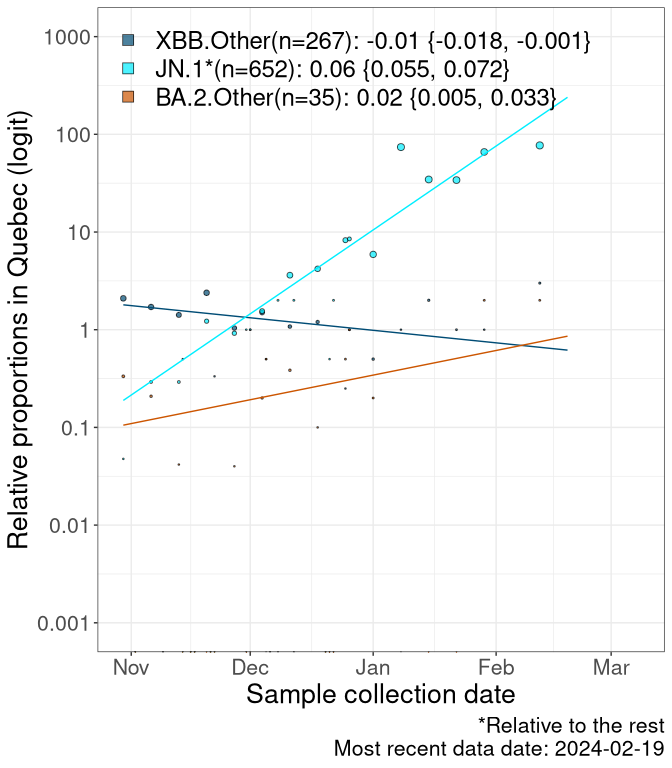 XBB.Other(n=267): -0.01 {-0.018, -0.001}
JN.1*(n=652): 0.06 {0.055, 0.072}
BA.2.Other(n=35): 0.02 {0.005, 0.033}
Relative proportions in Quebec (logit)
1000
100
10
1
0.1
0.01
0.001
Nov Dec Jan Feb Mar
Sample collection date
*Relative to the rest
Most recent data date: 2024-02-19